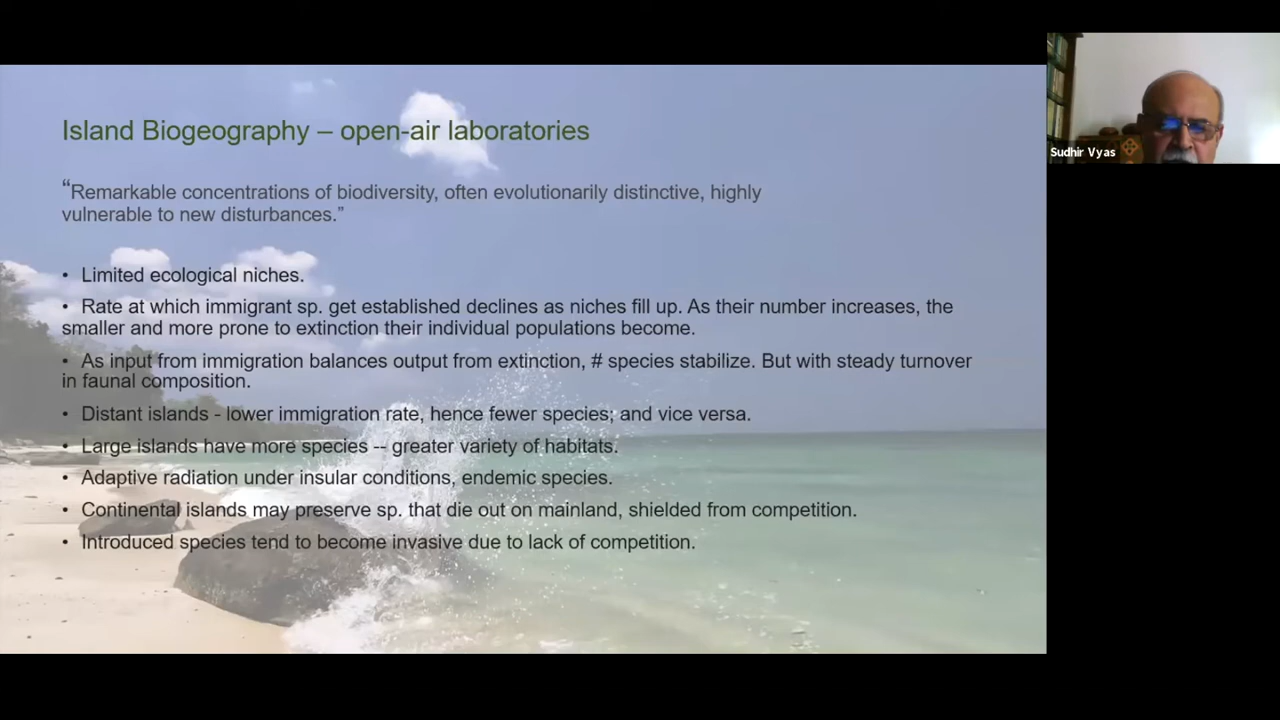 Island Biogeography – open-air laboratories
“Remarkable concentrations of biodiversity, often evolutionarily distinctive, highly
vulnerable to new disturbances.”
• Limited ecological niches.
• Rate at which immigrant sp. get established declines as niches fill up. As their number increases, the
smaller and more prone to extinction their individual populations become.
• As input from immigration balances output from extinction, # species stabilize. But with steady turnover
in faunal composition.
• Distant islands - lower immigration rate, hence fewer species; and vice versa.
• Large islands have more species -- greater variety of habitats.
• Adaptive radiation under insular conditions, endemic species.
• Continental islands may preserve sp. that die out on mainland, shielded from competition.
• Introduced species tend to become invasive due to lack of competition.
Sudhir Vyas